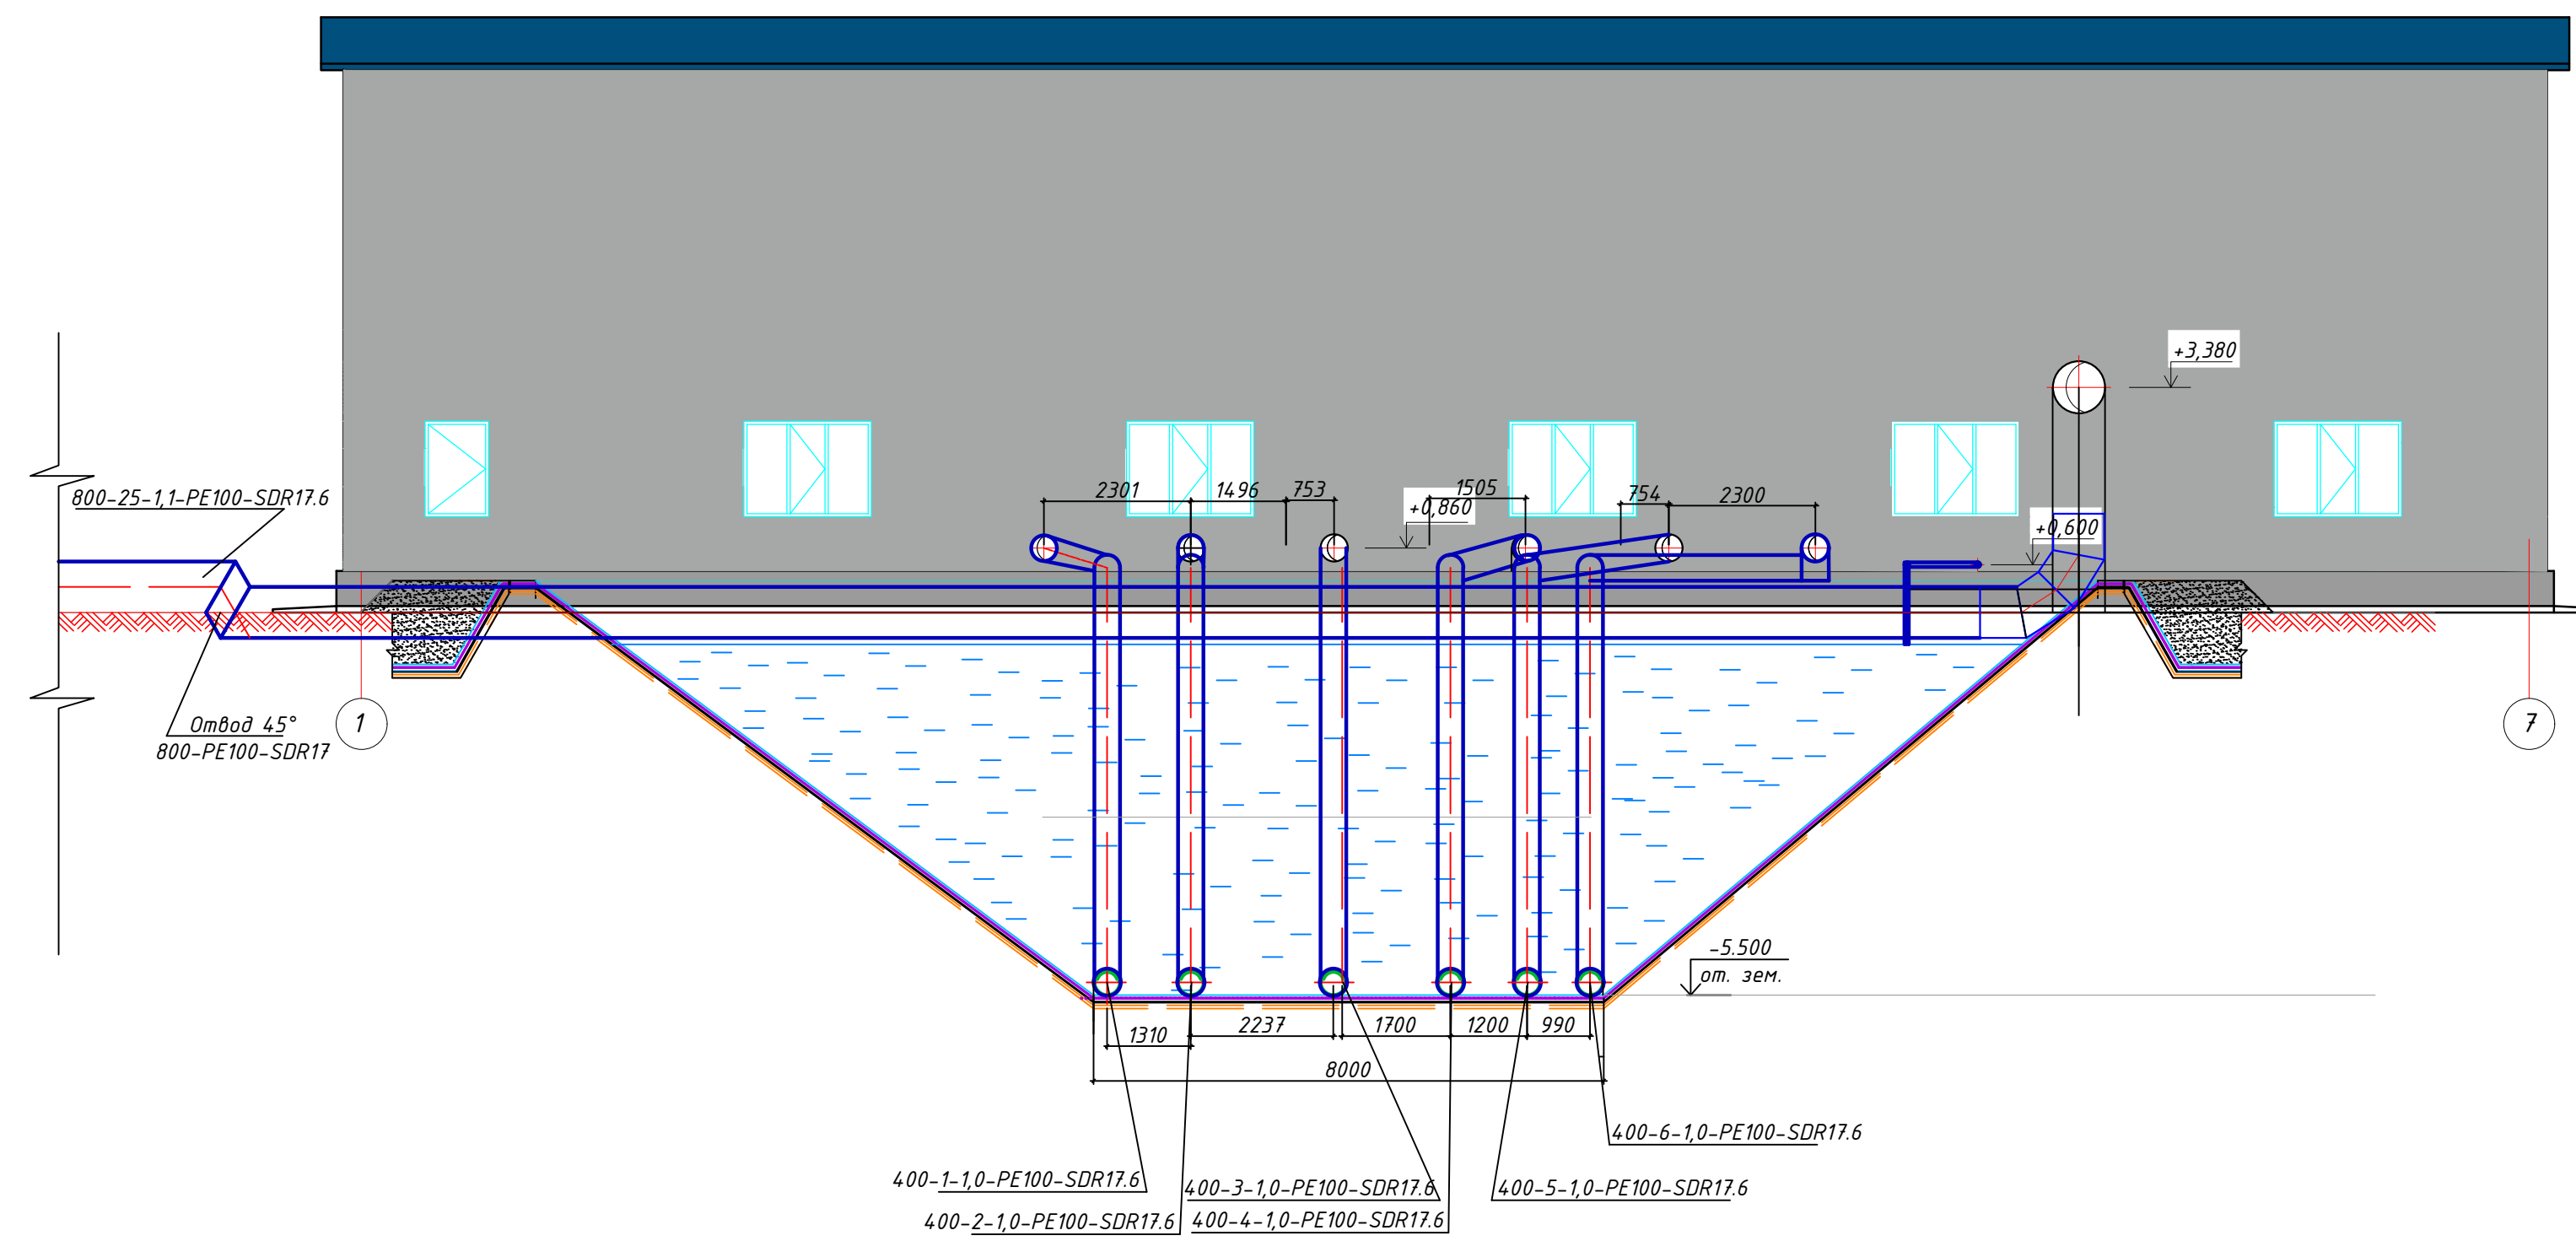 +3,380
800-25-1,1-PE100-SDR17.6
2301
1496
753
+0,860
1505
754
2300
+0,600
1
Отвод 45°
800-PE100-SDR17
7
-5.500
от. зем.
1310
2237
1700
1200
990
8000
400-6-1,0-PE100-SDR17.6
400-1-1,0-PE100-SDR17.6
400-3-1,0-PE100-SDR17.6
400-5-1,0-PE100-SDR17.6
400-2-1,0-PE100-SDR17.6
400-4-1,0-PE100-SDR17.6